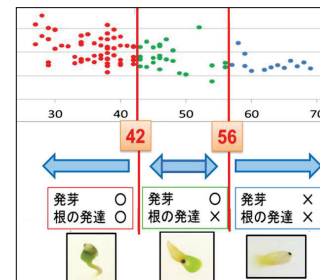 30 40 50 60 70
42 56
発芽 ○ 発芽 ○ 発芽 ×
根の発達 ○ 根の発達 × 根の発達 ×